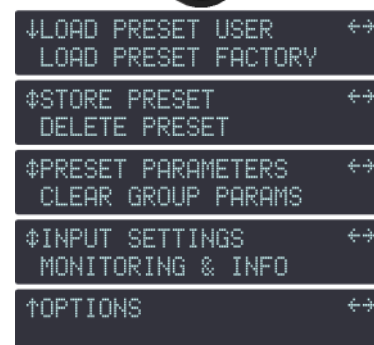 ↓LOAD PRESET USER ↔
LOAD PRESET FACTORY
↕STORE PRESET ↔
DELETE PRESET
↕PRESET PARAMETERS ↔
CLEAR GROUP PARAMS
↕INPUT SETTINGS ↔
MONITORING & INFO
↑OPTIONS ↔